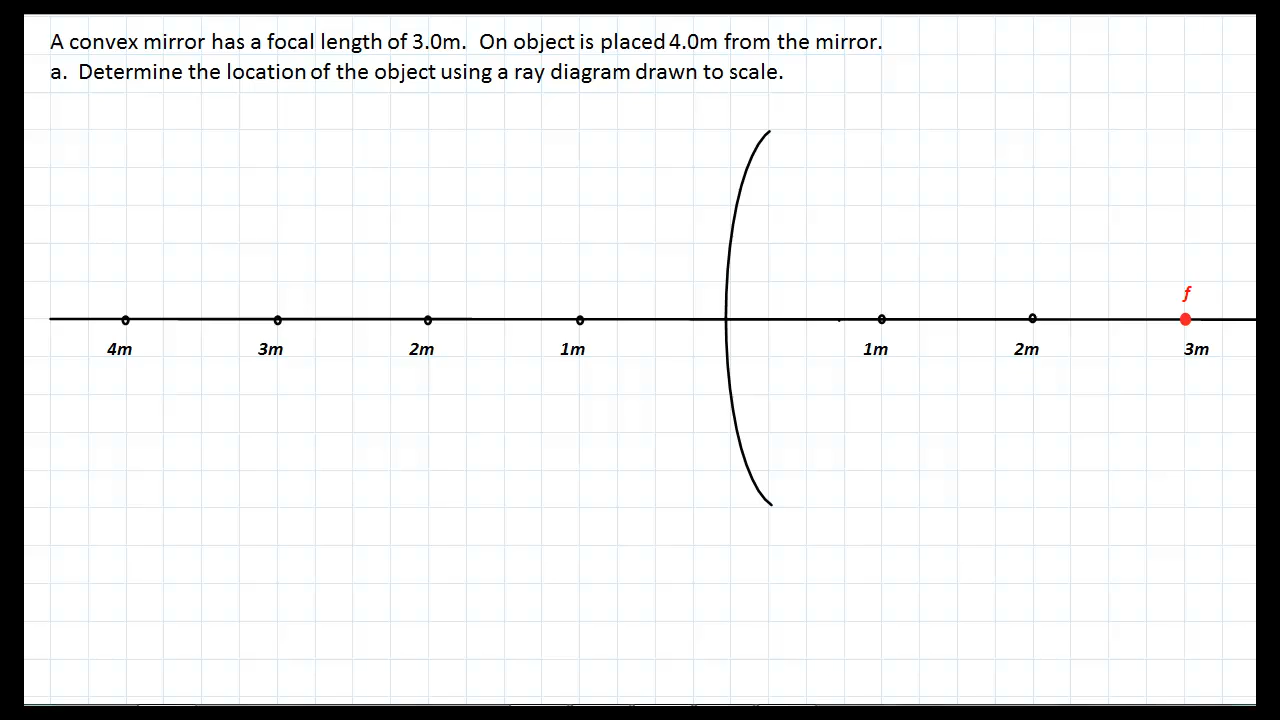 A convex mirror has a focal length of 3.0m.  On object is placed 4.0m from the mirror.
a.  Determine the location of the object using a ray diagram drawn to scale.
f
4m 3m 2m 1m 1m 2m 3m